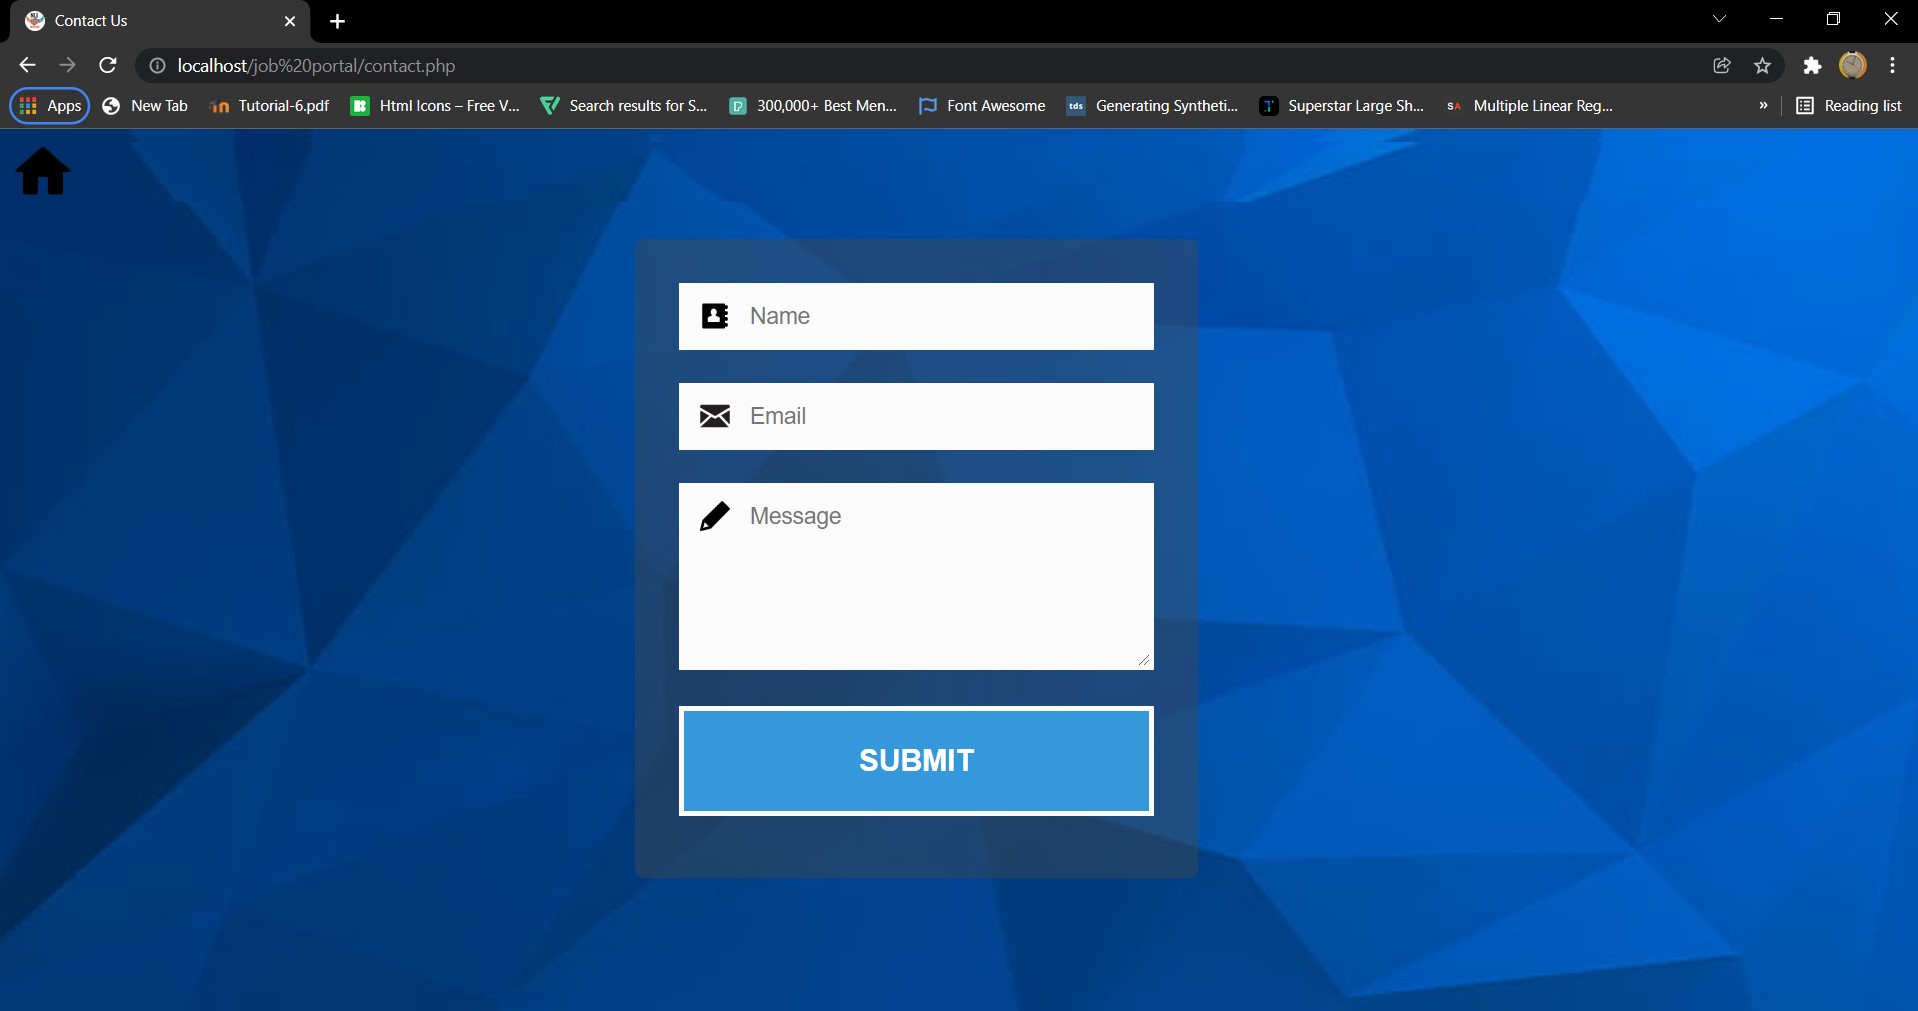 Contact Us
localhost/job%20portal/contact.php
Apps
New Tab
Tutorial-6.pdf
Html Icons – Free V...
Search results for S...
300,000+ Best Men...
Font Awesome
tds
Generating Syntheti...
Superstar Large Sh...
SA
Multiple Linear Reg...
»
Reading list
Name
Email
Message
SUBMIT